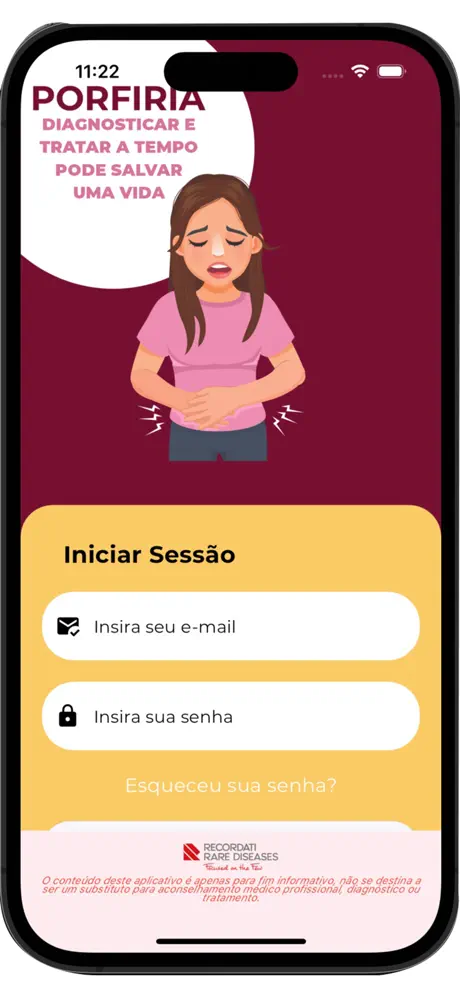 11:22
PORFIRIA
DIAGNOSTICAR E
TRATAR A TEMPO
PODE SALVAR
UMA VIDA
Iniciar Sessão
Insira seu e-mail
Insira sua senha
Esqueceu sua senha?
RECORDATI
RARE DISEASES
Focused on the Few
O conteúdo deste aplicativo é apenas para fim informativo, não se destina a
ser um substituto para aconselhamento médico profissional, diagnóstico ou
tratamento.